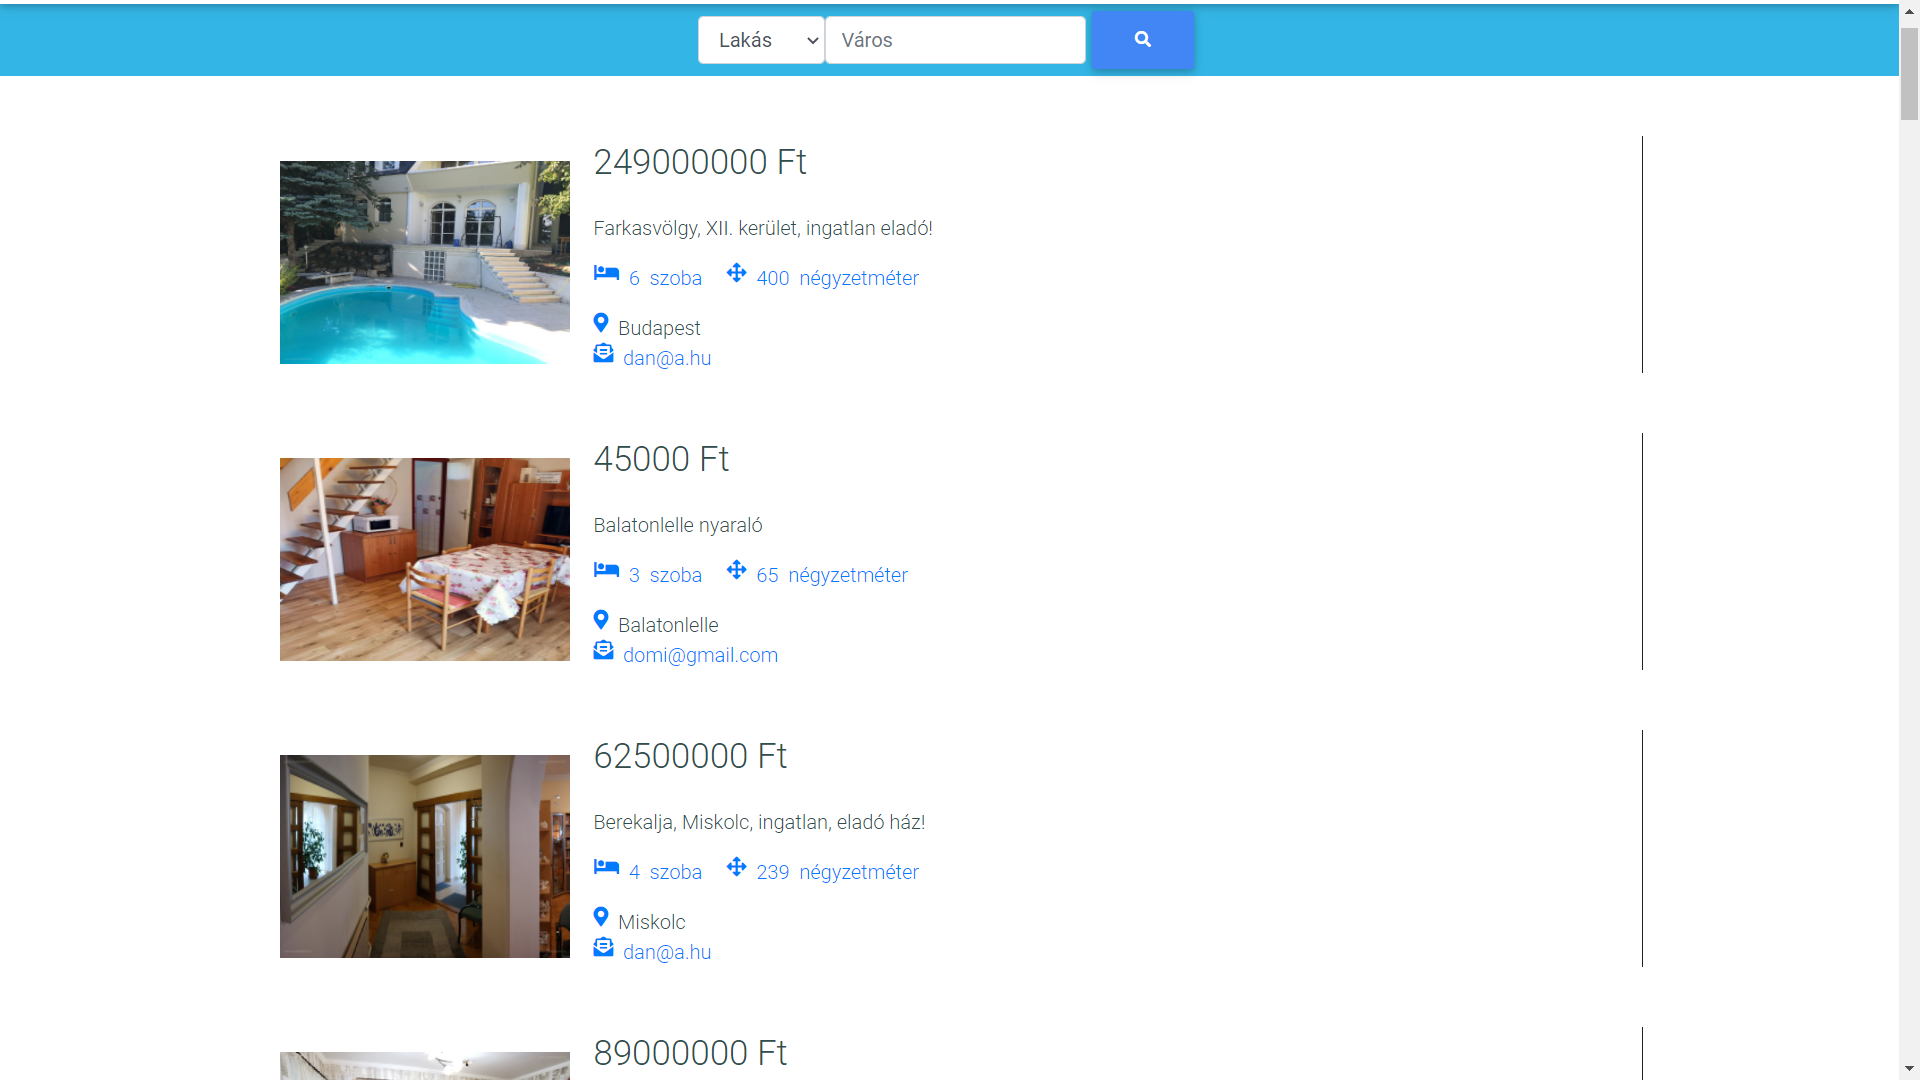 Lakás Város
249000000 Ft
Farkasvölgy, XII. kerület, ingatlan eladó!
6 szoba 400 négyzetméter
Budapest
dan@a.hu
45000 Ft
Balatonlelle nyaraló
3 szoba 65 négyzetméter
Balatonlelle
domi@gmail.com
62500000 Ft
Berekalja, Miskolc, ingatlan, eladó ház!
4 szoba 239 négyzetméter
Miskolc
dan@a.hu
89000000 Ft